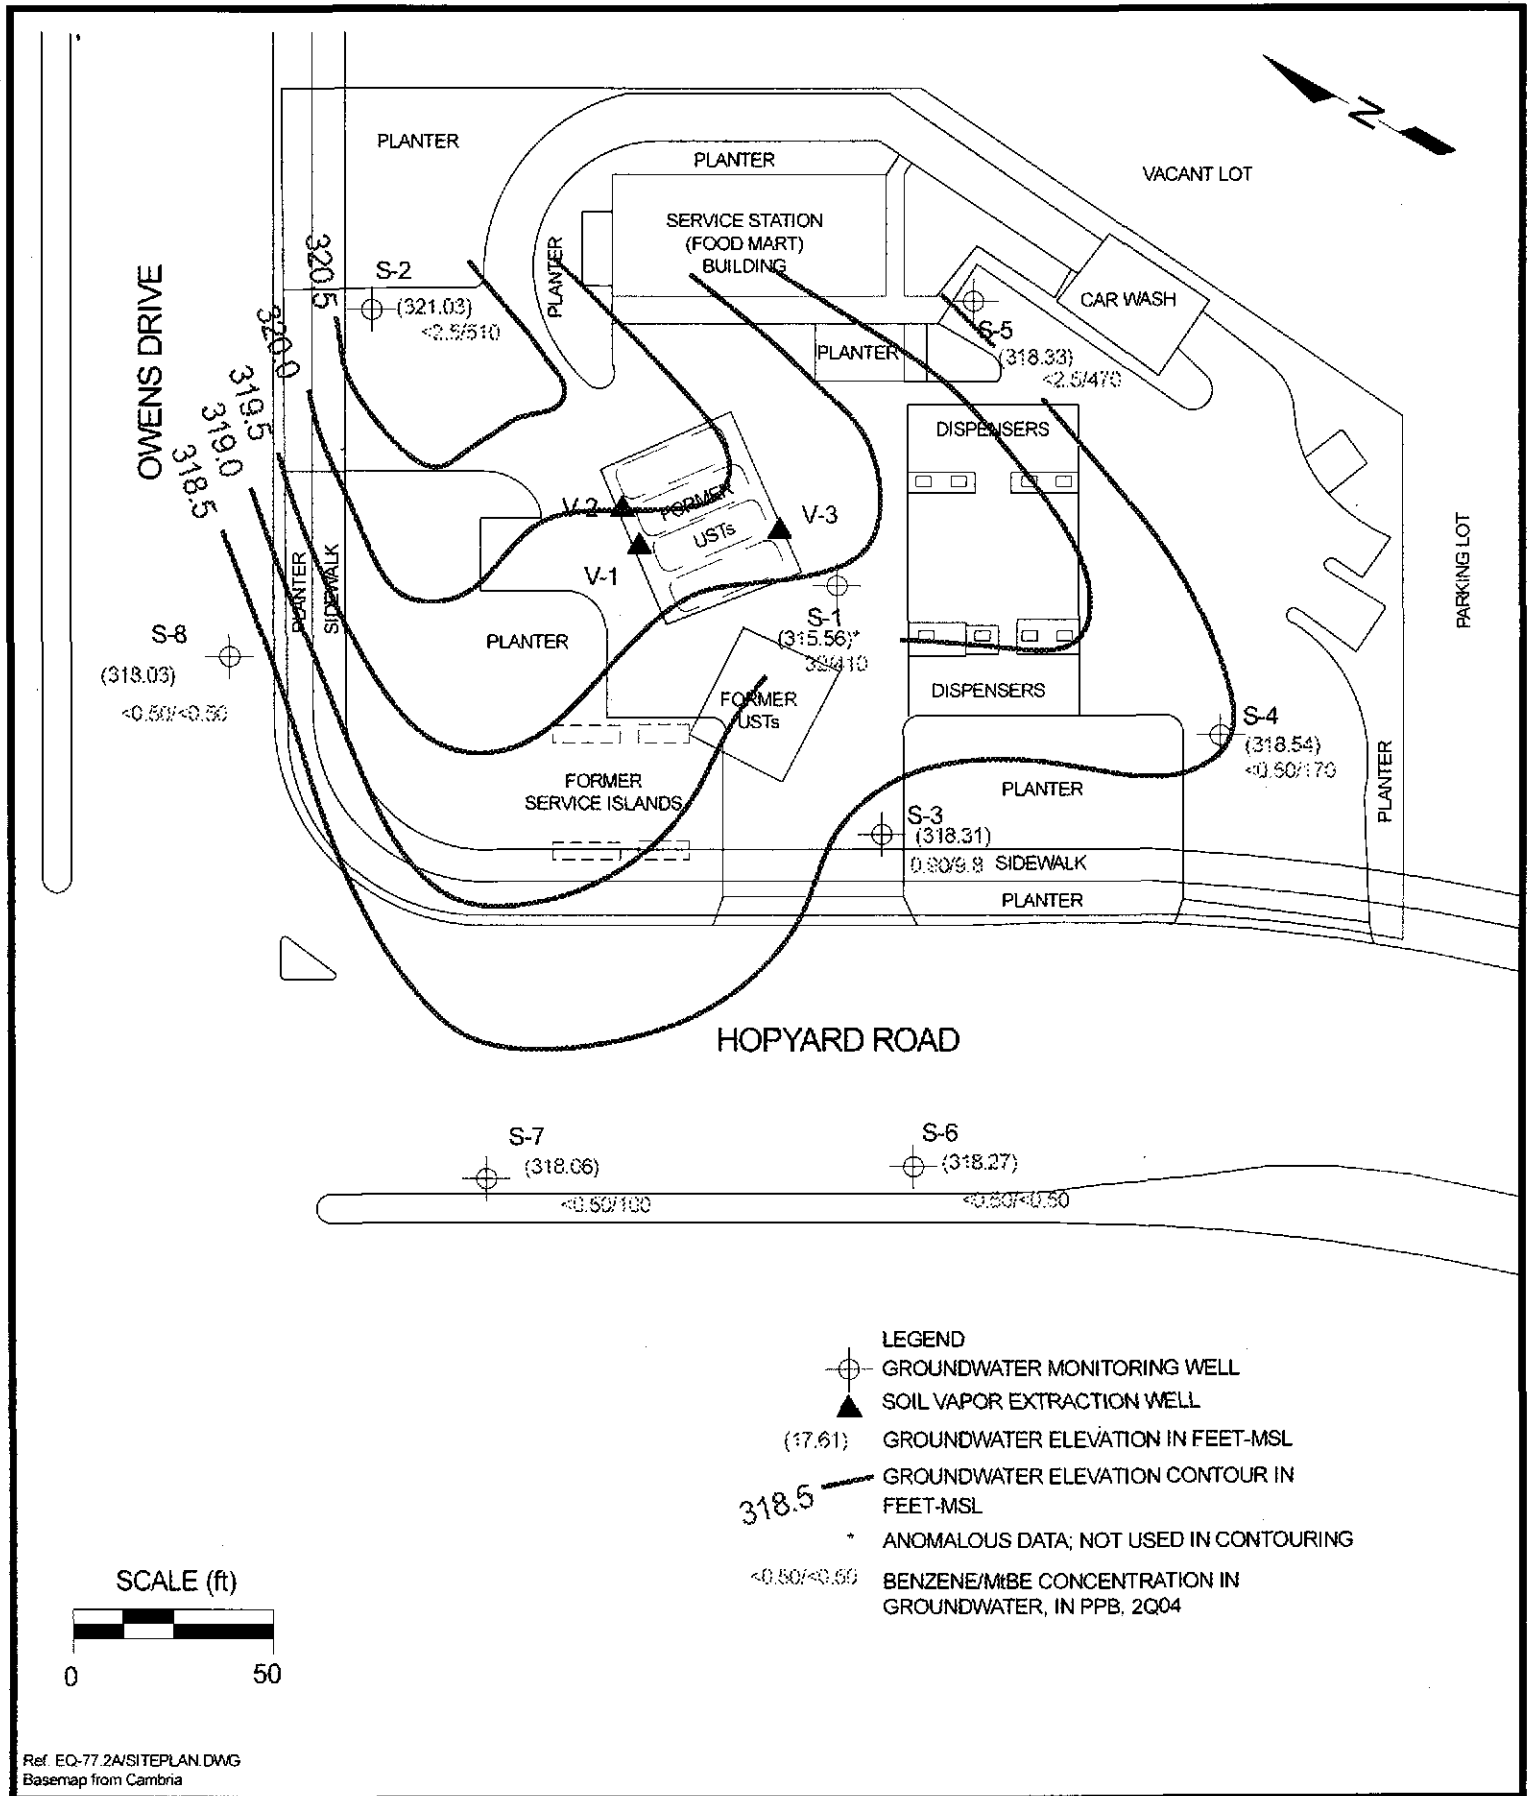 N
PLANTER
PLANTER
VACANT LOT
SERVICE STATION
(FOOD MART)
BUILDING
PLANTER
OWENS DRIVE
320.5
320.0
319.5
319.0
318.5
S-2
(321.03)
<2.5/510
CAR WASH
S-5
(318.33)
<2.5/470
PLANTER
DISPENSERS
V-2
FORMER
USTs
V-3
V-1
PLANTER
SIDEWALK
PARKING LOT
S-1
(315.56)*
S-8
(318.03)
<0.50/<0.50
PLANTER
FORMER
USTs
DISPENSERS
S-4
(318.54)
<0.50/170
FORMER
SERVICE ISLANDS
PLANTER
PLANTER
S-3
(318.31)
SIDEWALK
PLANTER
HOPYARD ROAD
S-7
(318.06)
<0.50/100
S-6
(318.27)
<0.50/<0.50
LEGEND
GROUNDWATER MONITORING WELL
SOIL VAPOR EXTRACTION WELL
(17.61) GROUNDWATER ELEVATION IN FEET-MSL
318.5 GROUNDWATER ELEVATION CONTOUR IN
FEET-MSL
* ANOMALOUS DATA; NOT USED IN CONTOURING
<0.50/<0.50 BENZENE/MtBE CONCENTRATION IN
GROUNDWATER, IN PPB, 2Q04
SCALE (ft)
0 50
Ref. EQ-77.2A/SITEPLAN.DWG
Basemap from Cambria